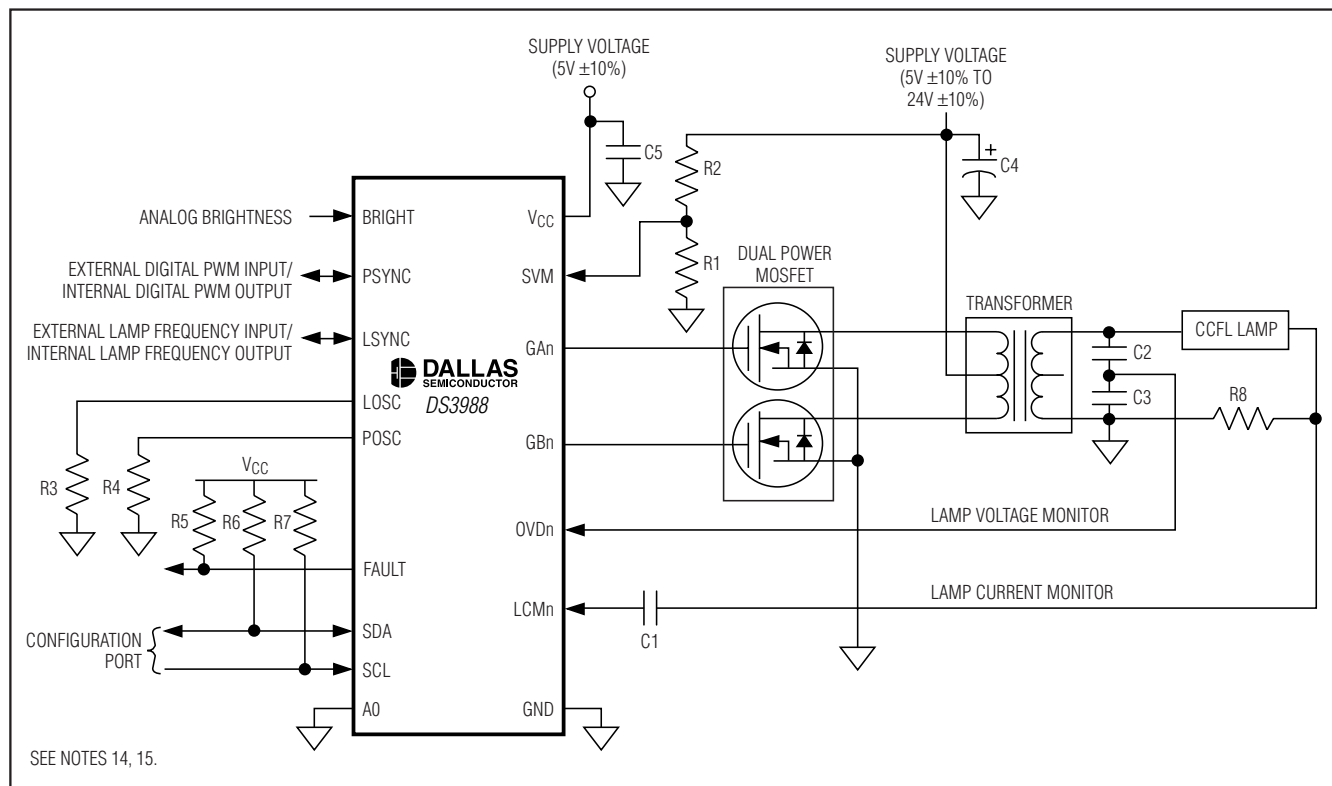 SUPPLY VOLTAGE
(5V ±10%)
SUPPLY VOLTAGE
(5V ±10% TO
24V ±10%)
C5
R2
+
C4
ANALOG BRIGHTNESS
BRIGHT
VCC
EXTERNAL DIGITAL PWM INPUT/
INTERNAL DIGITAL PWM OUTPUT
PSYNC
SVM
R1
DUAL POWER
MOSFET
TRANSFORMER
CCFL LAMP
EXTERNAL LAMP FREQUENCY INPUT/
INTERNAL LAMP FREQUENCY OUTPUT
LSYNC
GAn
C2
DALLAS
SEMICONDUCTOR
DS3988
C3
R8
LOSC
POSC
GBn
R3
R4
VCC
R5
R6
R7
OVDn
LAMP VOLTAGE MONITOR
FAULT
LCMn
C1
LAMP CURRENT MONITOR
CONFIGURATION
PORT
SDA
SCL
A0
GND
SEE NOTES 14, 15.